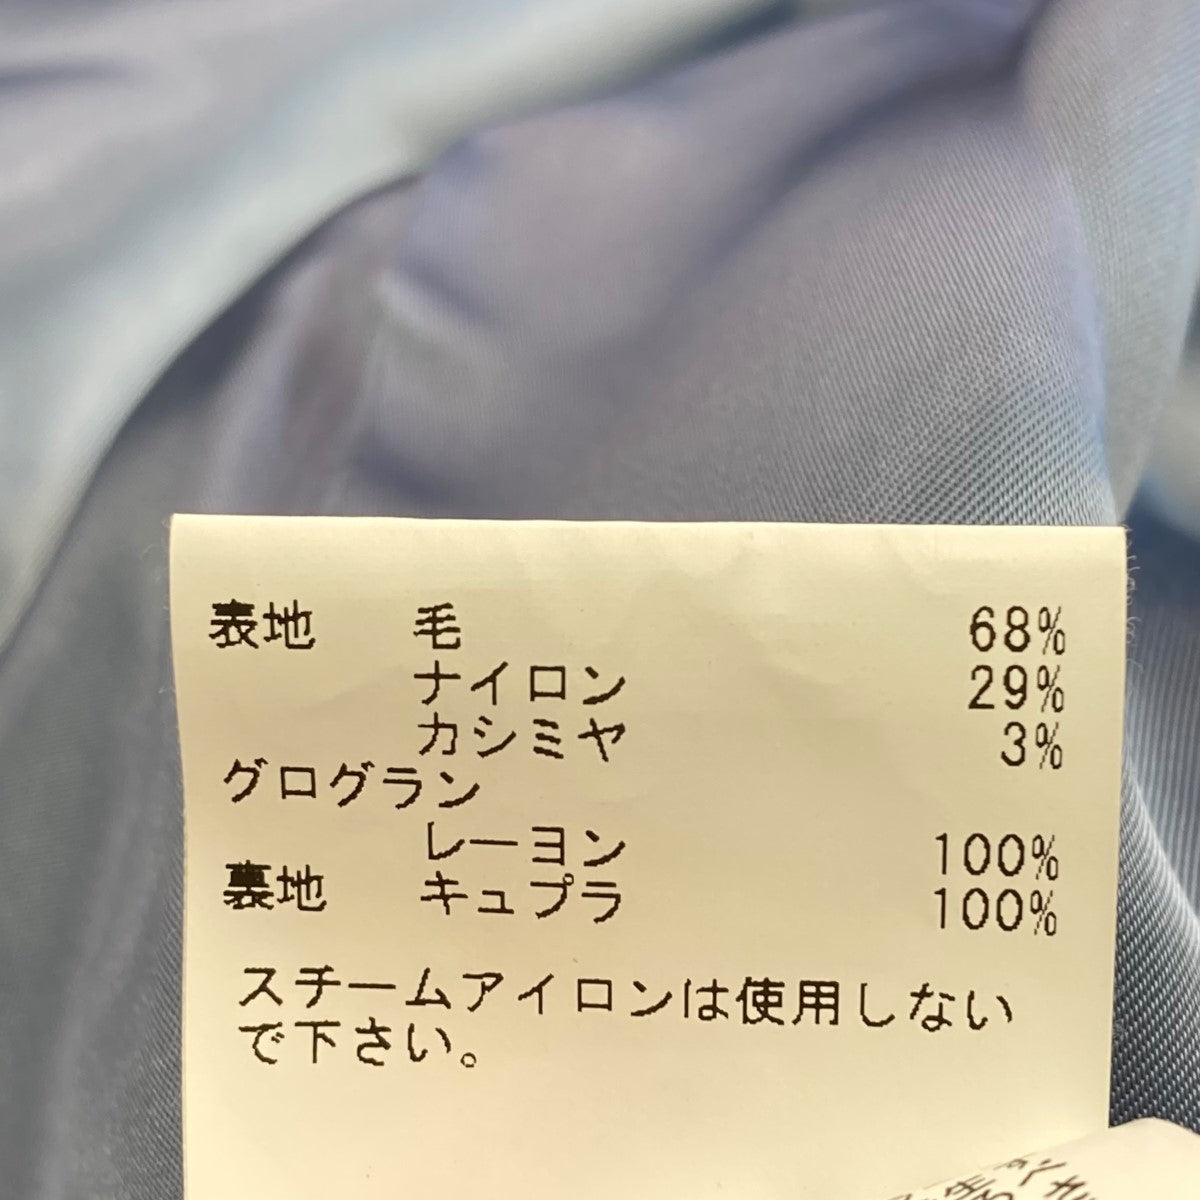 表地 毛 68%
ナイロン 29%
カシミヤ 3%
グログラン
レーヨン 100%
裏地 キュプラ 100%
スチームアイロンは使用しない
で下さい。